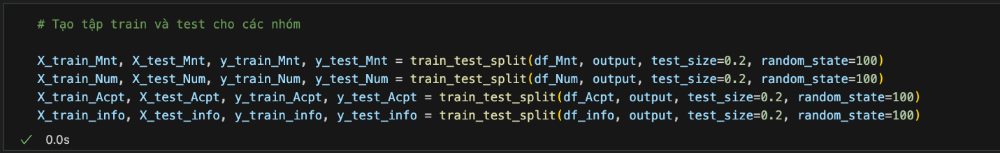 # Tạo tập train và test cho các nhóm
X_train_Mnt, X_test_Mnt, y_train_Mnt, y_test_Mnt = train_test_split(df_Mnt, output, test_size=0.2, random_state=100)
X_train_Num, X_test_Num, y_train_Num, y_test_Num = train_test_split(df_Num, output, test_size=0.2, random_state=100)
X_train_Acpt, X_test_Acpt, y_train_Acpt, y_test_Acpt = train_test_split(df_Acpt, output, test_size=0.2, random_state=100)
X_train_info, X_test_info, y_train_info, y_test_info = train_test_split(df_info, output, test_size=0.2, random_state=100)
✓ 0.0s